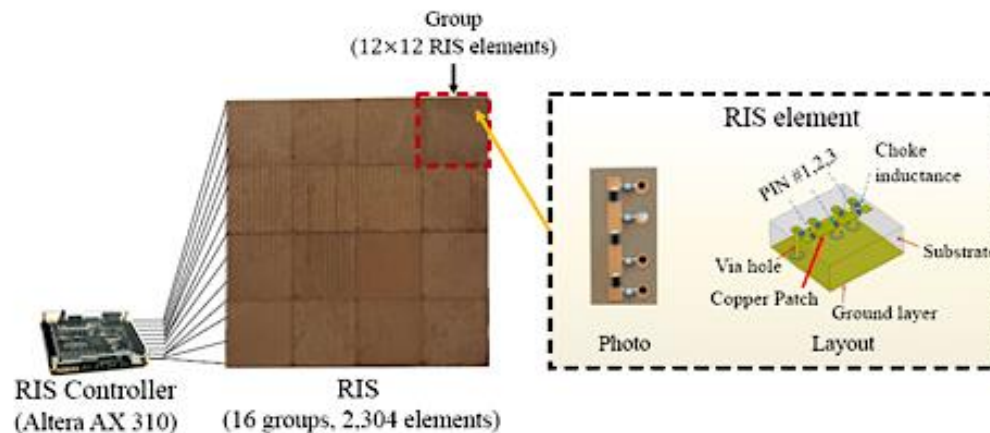 Group
(12×12 RIS elements)
RIS element
PIN #1,2,3
Choke
inductance
Via hole
Substrate
Copper Patch
Ground layer
Photo
Layout
RIS Controller
(Altera AX 310)
RIS
(16 groups, 2,304 elements)